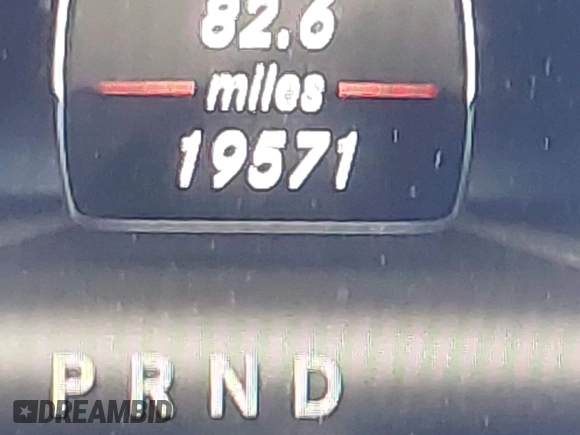 82.6
miles
19571
P R N D
DREAMBID